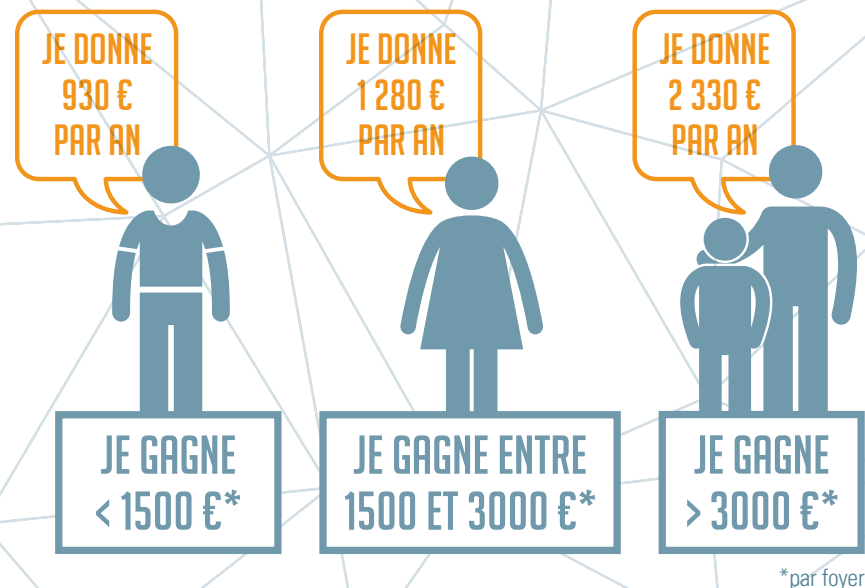 JE DONNE
930 €
PAR AN
JE DONNE
1 280 €
PAR AN
JE DONNE
2 330 €
PAR AN
JE GAGNE
< 1500 €*
JE GAGNE ENTRE
1500 ET 3000 €*
JE GAGNE
> 3000 €*
*par foyer